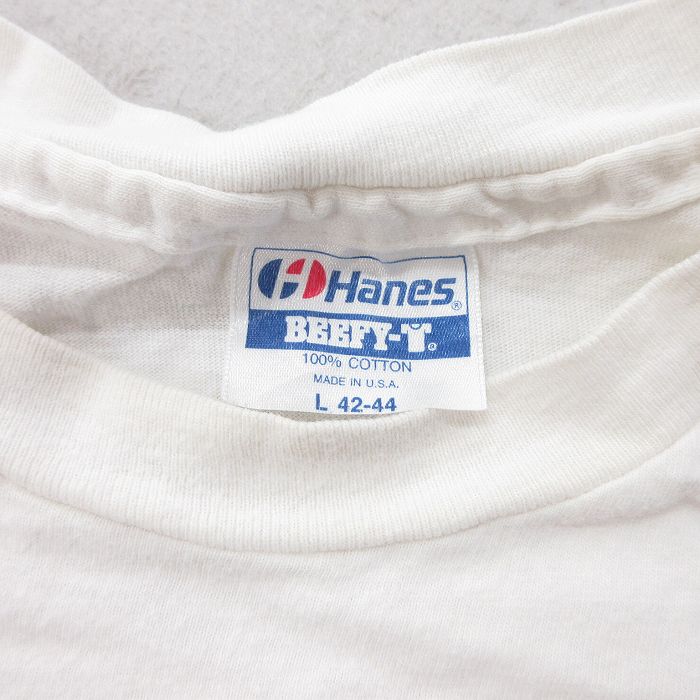 Hanes®
BEEFY-T®
100% COTTON
MADE IN U.S.A.
L 42-44